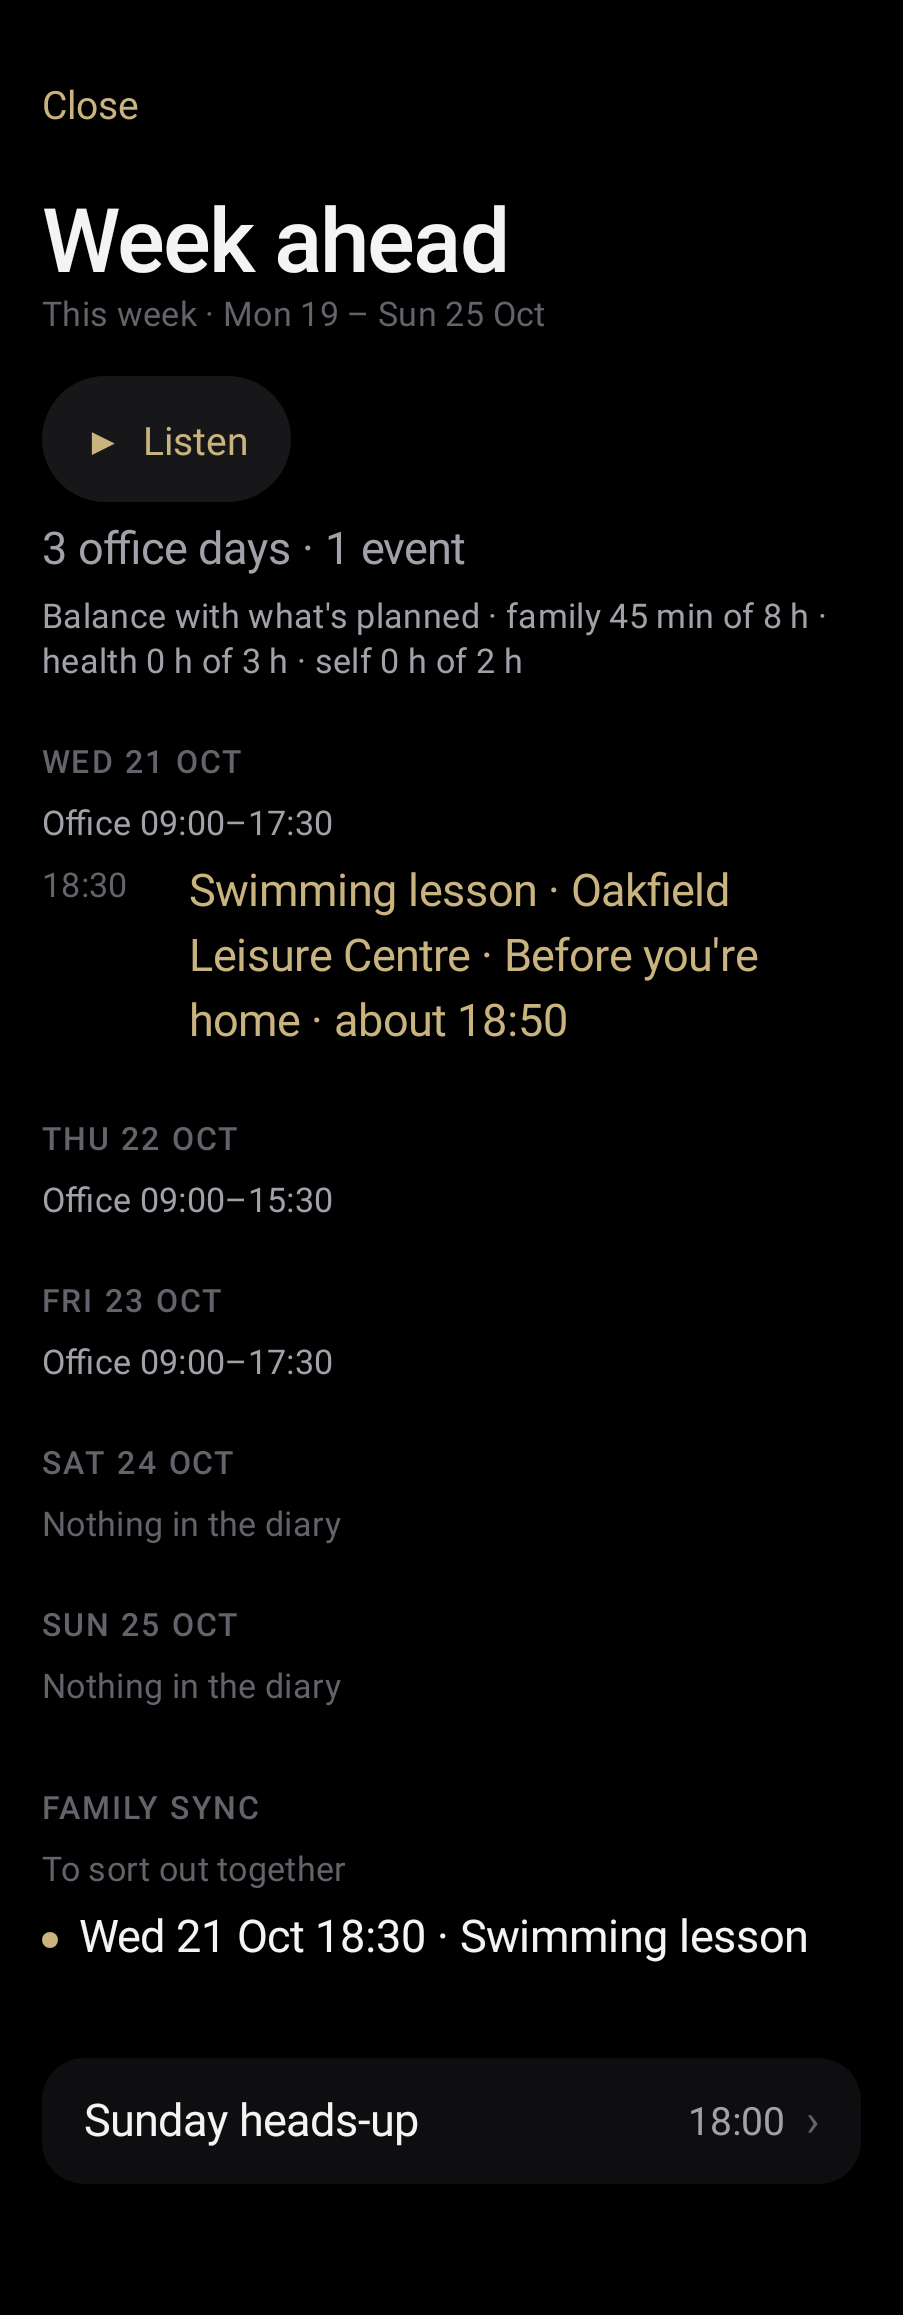 Close
Week ahead
This week · Mon 19 – Sun 25 Oct
▶ Listen
3 office days · 1 event
Balance with what's planned · family 45 min of 8 h ·
health 0 h of 3 h · self 0 h of 2 h
WED 21 OCT
Office 09:00–17:30
18:30 Swimming lesson · Oakfield
Leisure Centre · Before you're
home · about 18:50
THU 22 OCT
Office 09:00–15:30
FRI 23 OCT
Office 09:00–17:30
SAT 24 OCT
Nothing in the diary
SUN 25 OCT
Nothing in the diary
FAMILY SYNC
To sort out together
Wed 21 Oct 18:30 · Swimming lesson
Sunday heads-up 18:00 ›